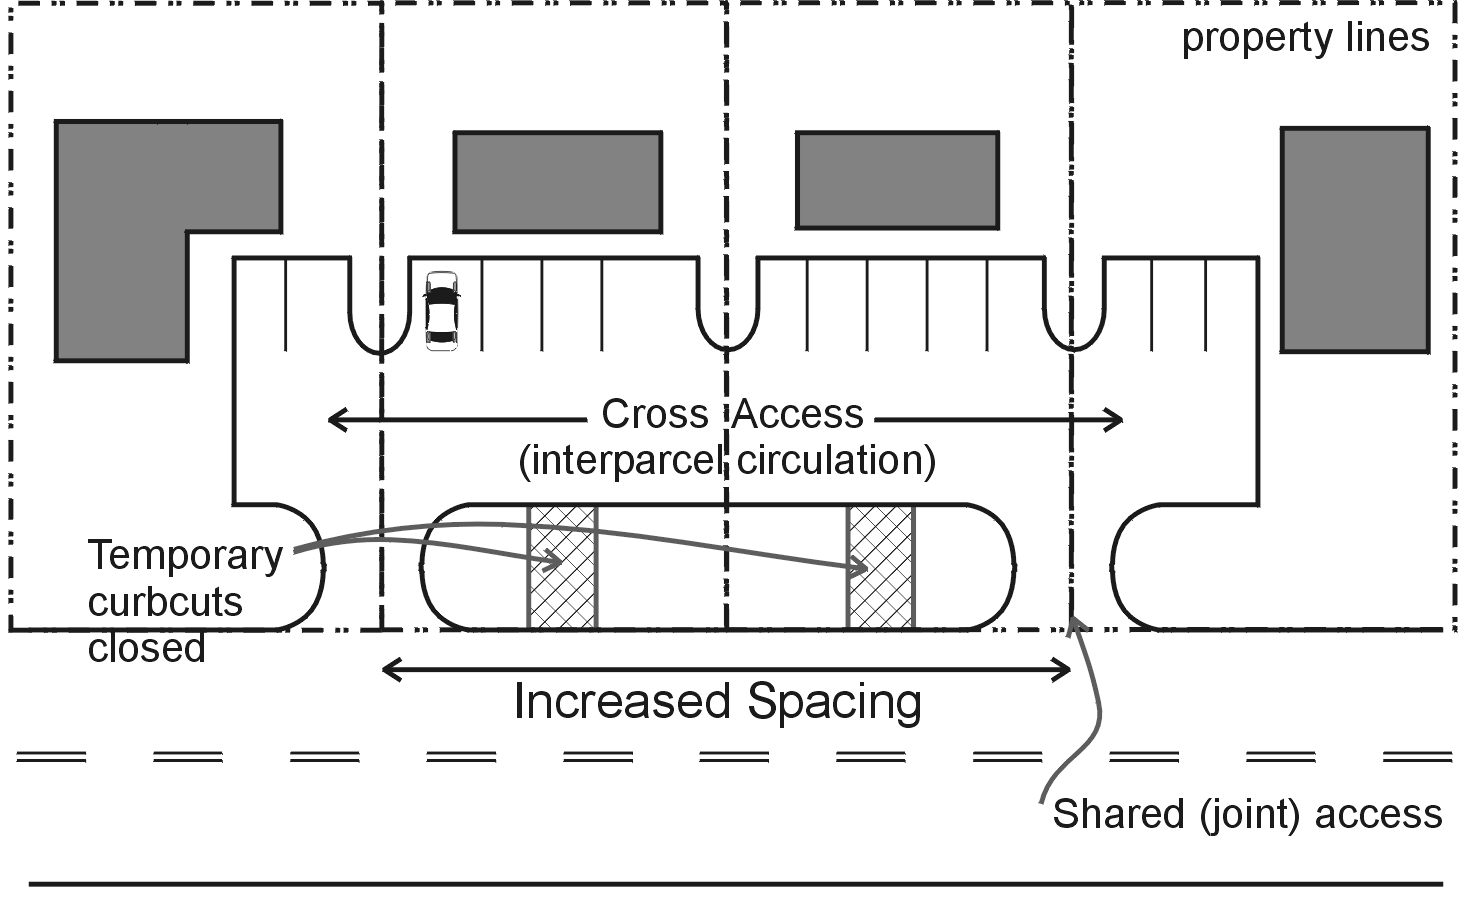 property lines
Cross Access
(interparcel circulation)
Temporary
curbcuts
closed
Increased Spacing
Shared (joint) access